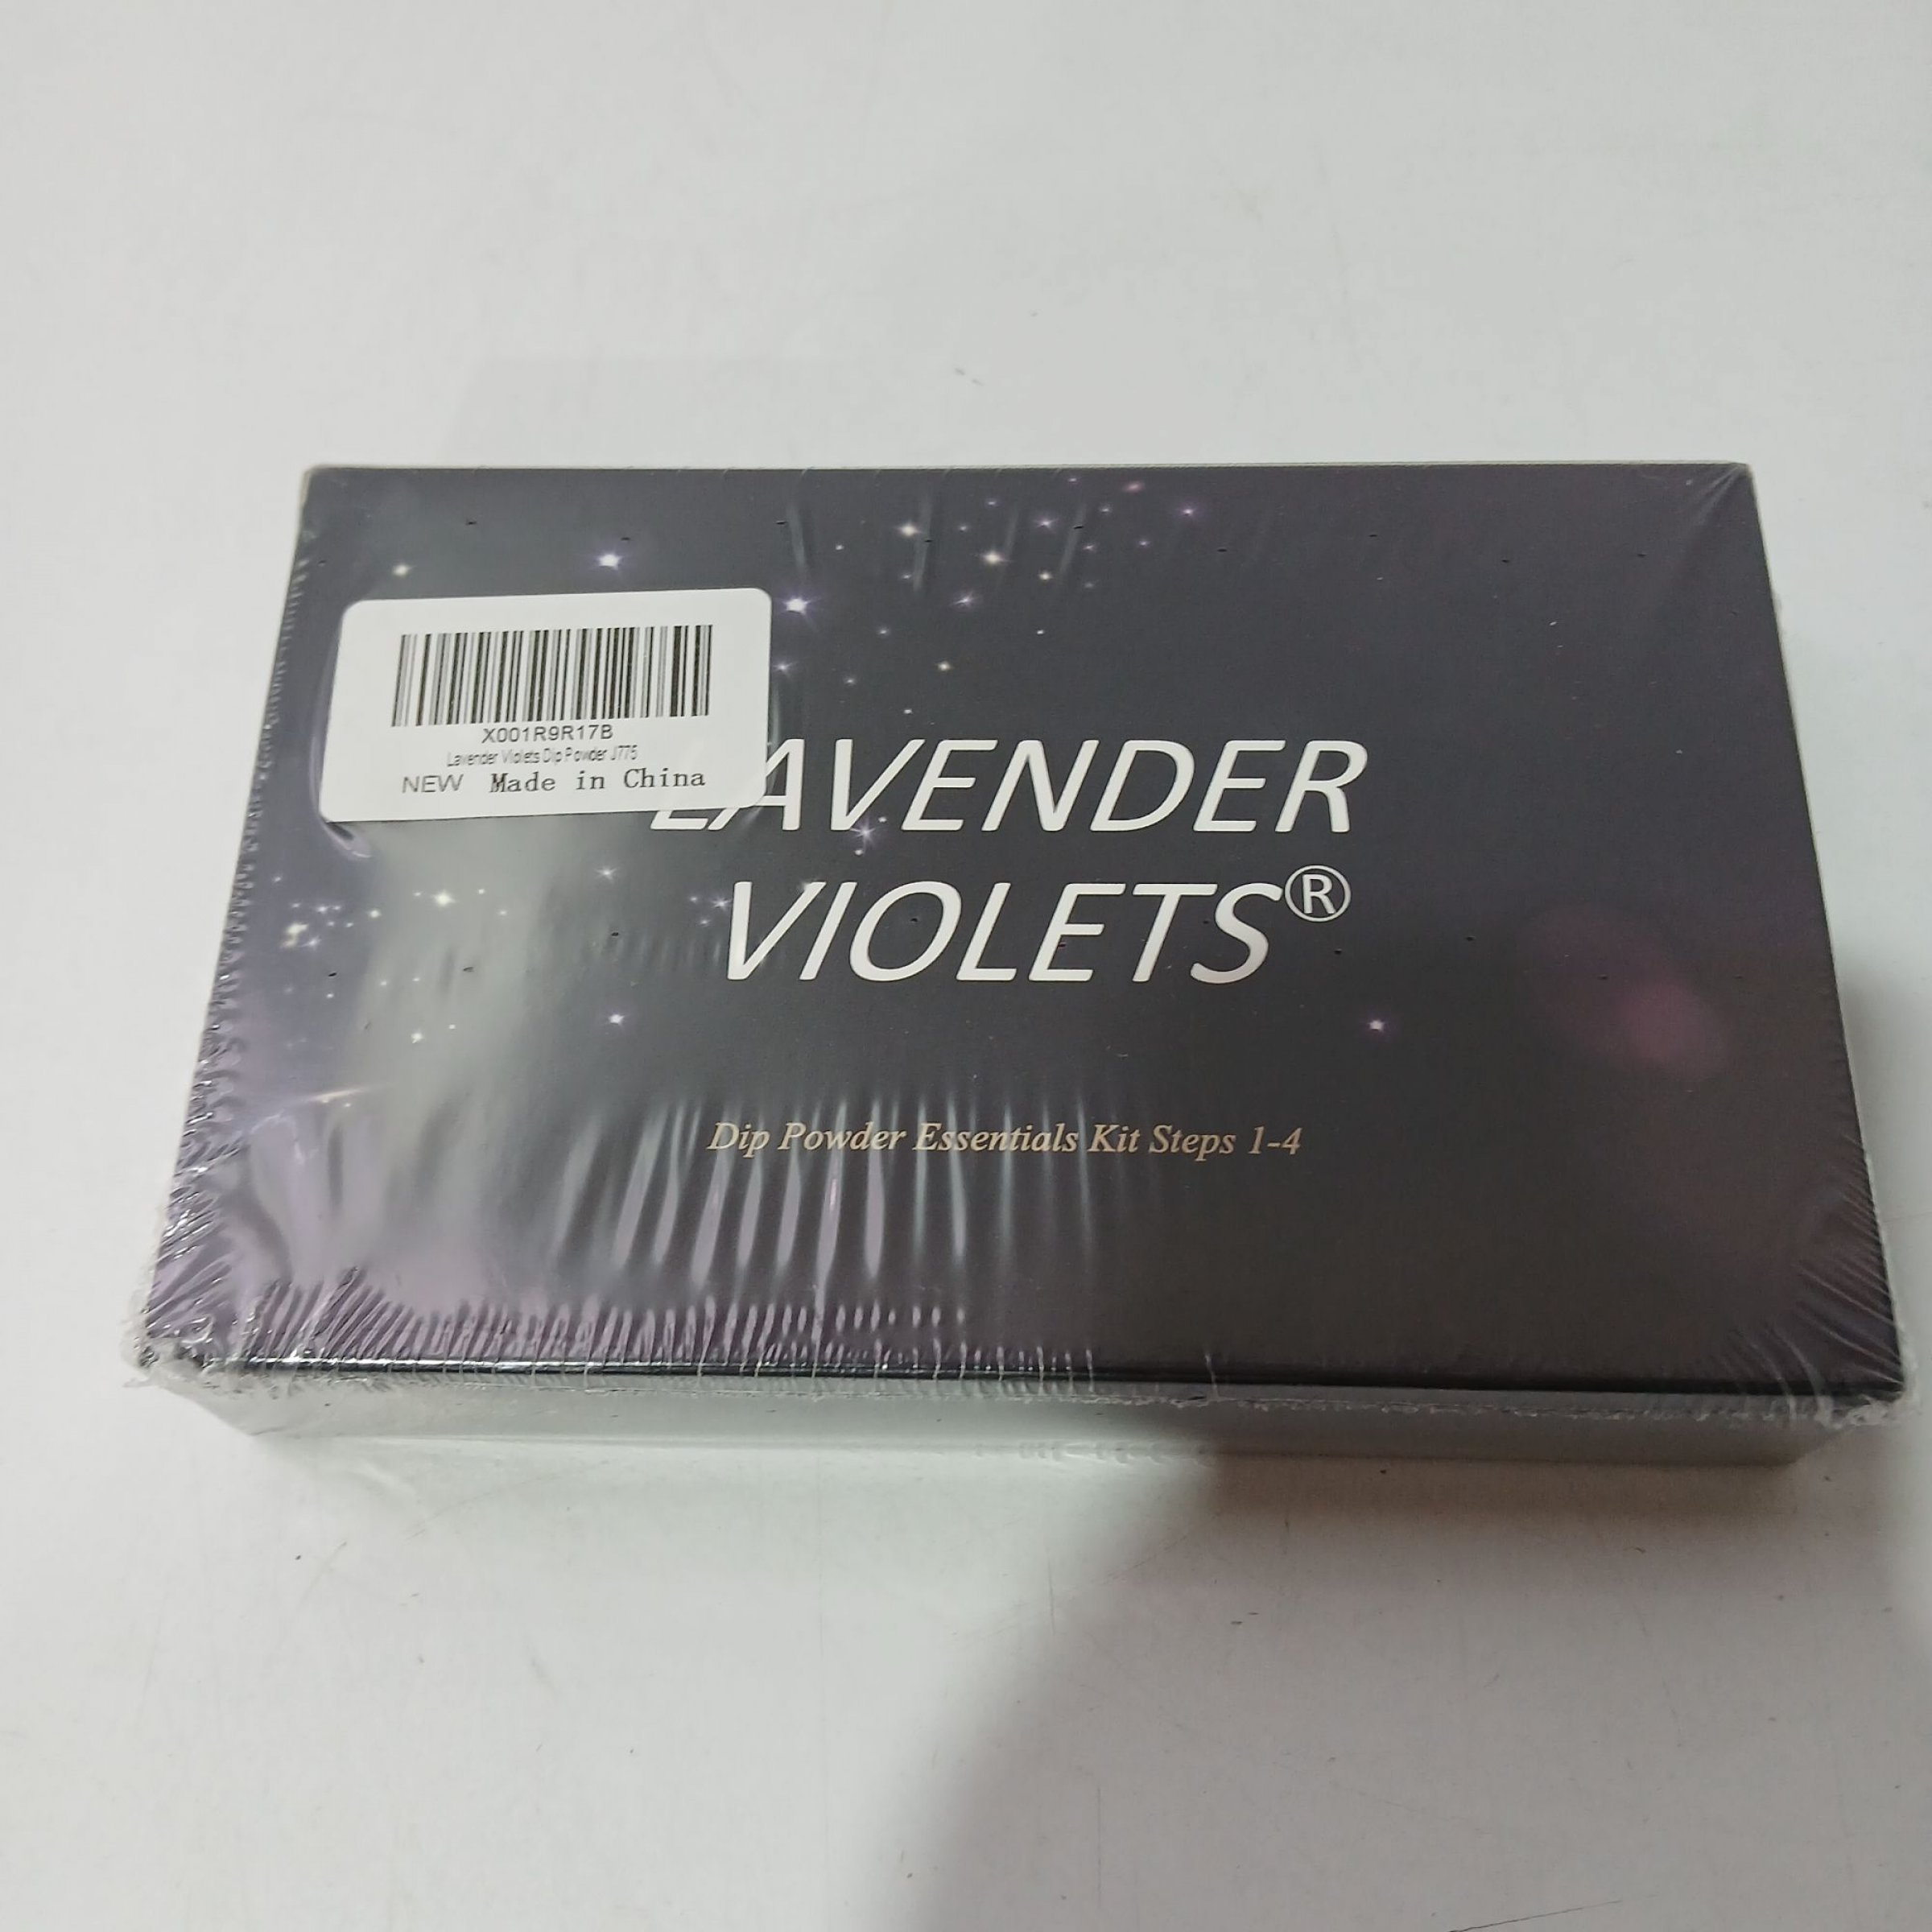 X001R9R17B
Lavender Violets Dip Powder J775
NEW Made in China
LAVENDER
VIOLETS®
Dip Powder Essentials Kit Steps 1-4